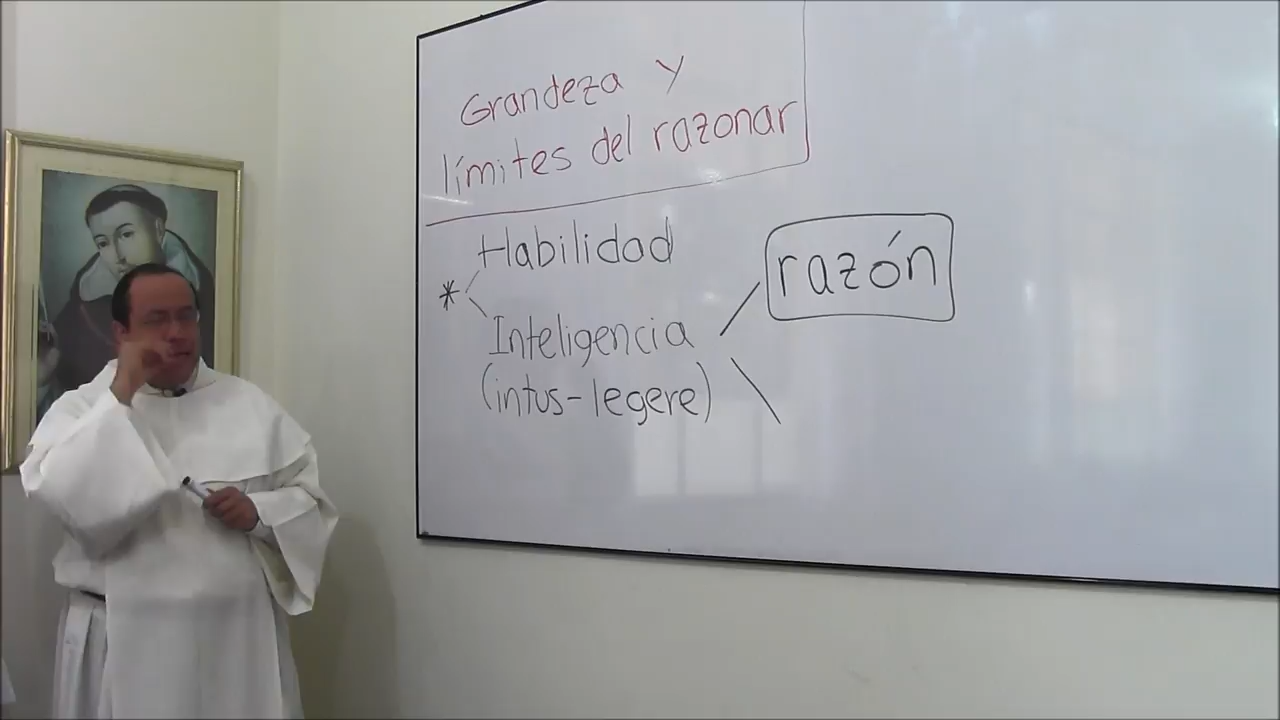 Grandeza y
límites del razonar
Habilidad
*
razón
Inteligencia
(intus-legere)